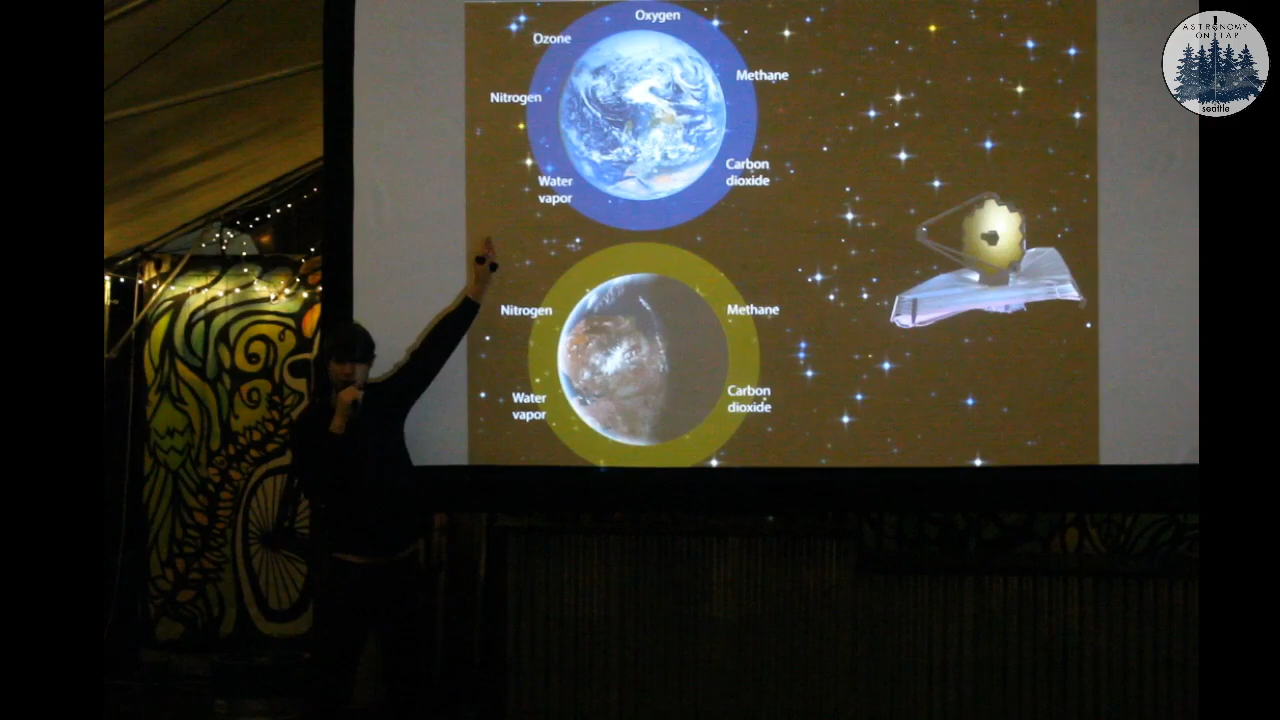 Oxygen
Ozone
Methane
Nitrogen
Carbon
dioxide
Water
vapor
Nitrogen
Methane
Water
vapor
Carbon
dioxide
ASTRONOMY
ON TAP
seattle